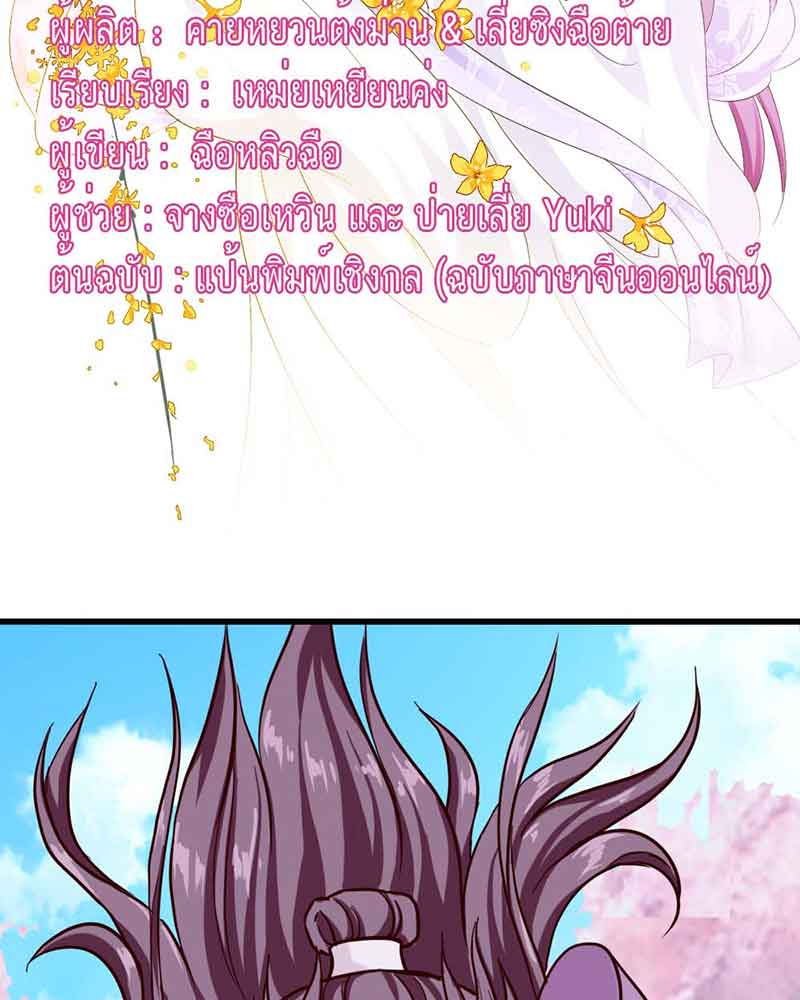 ผู้ผลิต : คายหยวนต้งม่าน & เลี่ยซิงฉือต้าย
เรียบเรียง : เหม่ยเหยียนค่ง
ผู้เขียน : ฉือหลิวฉือ
ผู้ช่วย : จางซือเหวิน และ ป่ายเลี่ย Yuki
ต้นฉบับ : แป้นพิมพ์เชิงกล (ฉบับภาษาจีนออนไลน์)